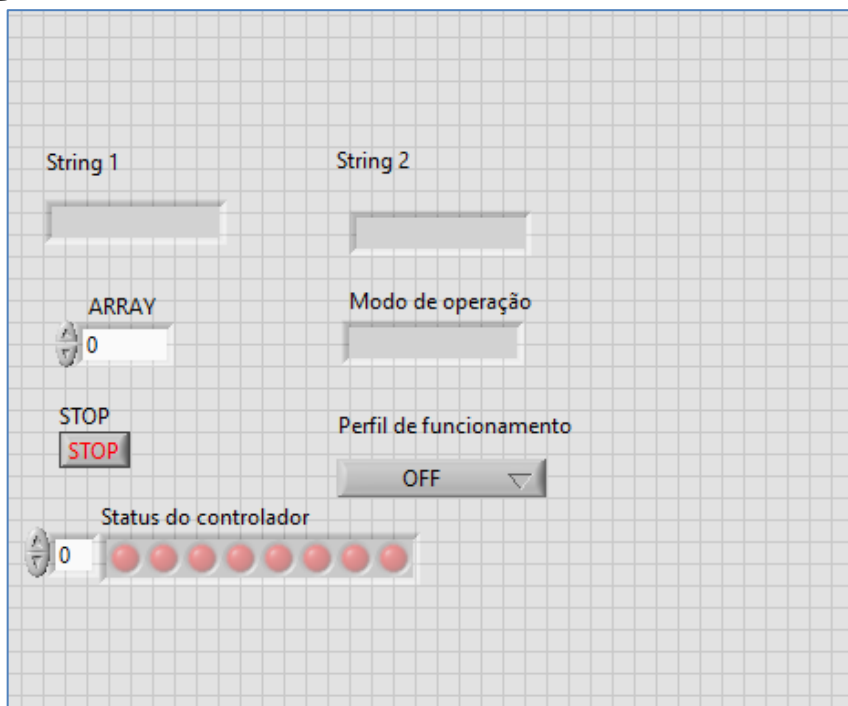 String 1
String 2
ARRAY
0
Modo de operação
STOP
STOP
Perfil de funcionamento
OFF
Status do controlador
0